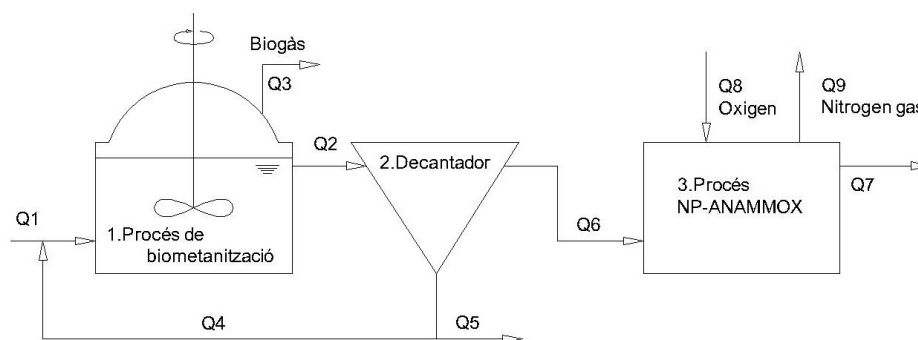 Biogàs
Q3
Q8
Oxigen
Q9
Nitrogen gas
Q2
2.Decantador
3.Procés
NP-ANAMMOX
Q7
Q1
1.Procés de
biometanització
Q6
Q4
Q5